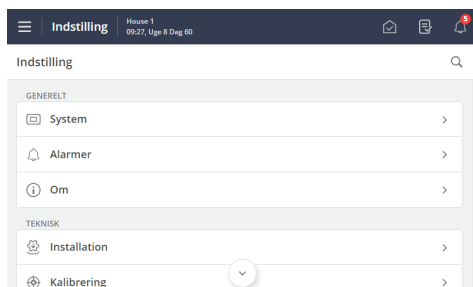 Indstilling
House 1
09:27, Uge 8 Dag 60
5
Indstilling
GENERELT
System
Alarmer
Om
TEKNISK
Installation
Kalibrering